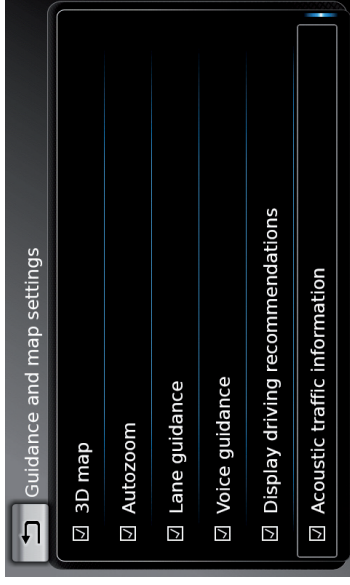 Guidance and map settings
3D map
Autozoom
Lane guidance
Voice guidance
Display driving recommendations
Acoustic traffic information